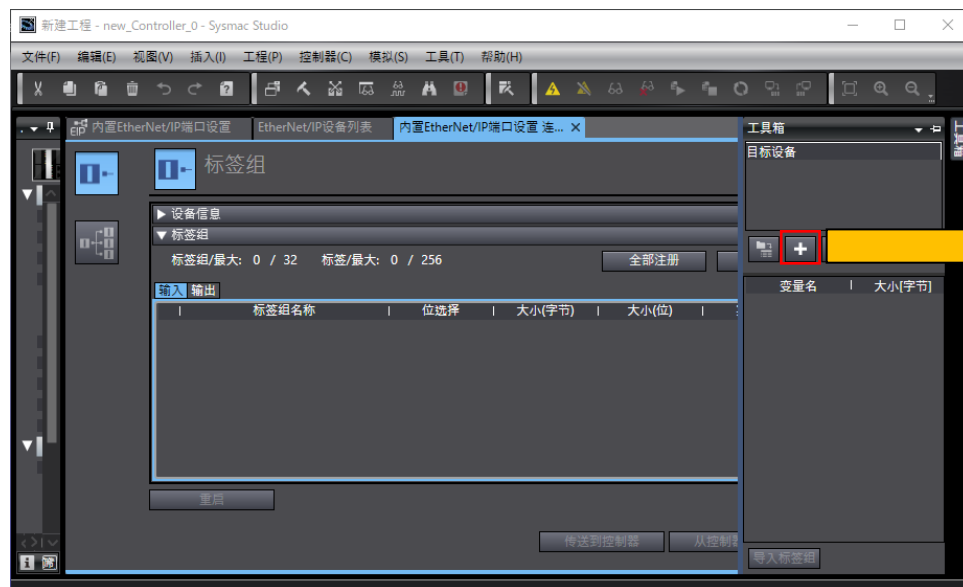 新建工程 - new_Controller_0 - Sysmac Studio
文件(F) 编辑(E) 视图(V) 插入(I) 工程(P) 控制器(C) 模拟(S) 工具(T) 帮助(H)
内置EtherNet/IP端口设置 EtherNet/IP设备列表 内置EtherNet/IP端口设置 连... 工具箱
工具箱
目标设备
标签组
设备信息
标签组
标签组/最大: 0 / 32 标签/最大: 0 / 256 全部注册
输入 输出
标签组名称 位选择 大小(字节) 大小(位)
变量名 大小[字节]
重启
传送到控制器 从控制
导入标签组